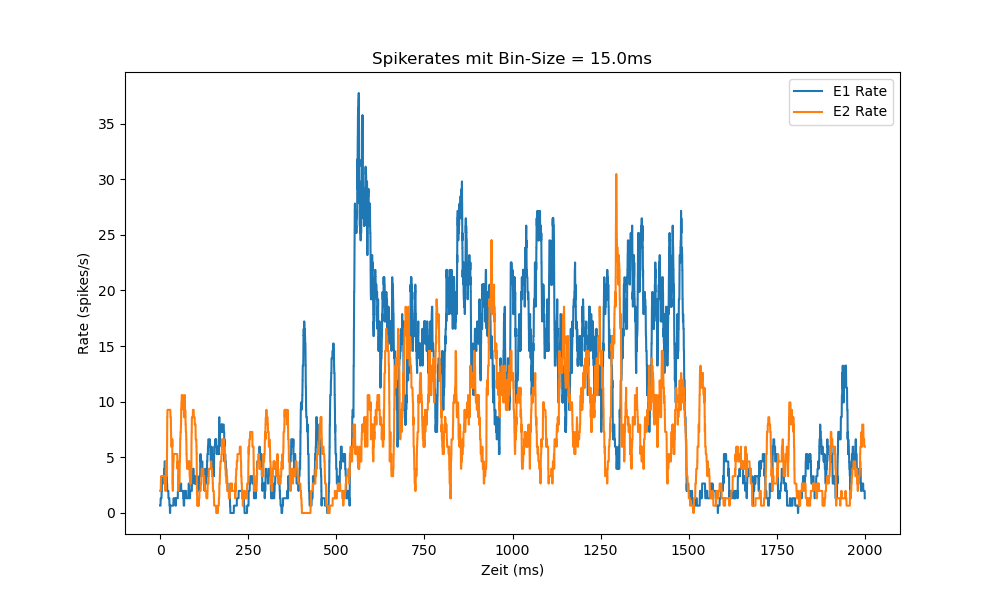 Spikerates mit Bin-Size = 15.0ms
E1 Rate
E2 Rate
Rate (spikes/s)
35
30
25
20
15
10
5
0
0 250 500 750 1000 1250 1500 1750 2000
Zeit (ms)